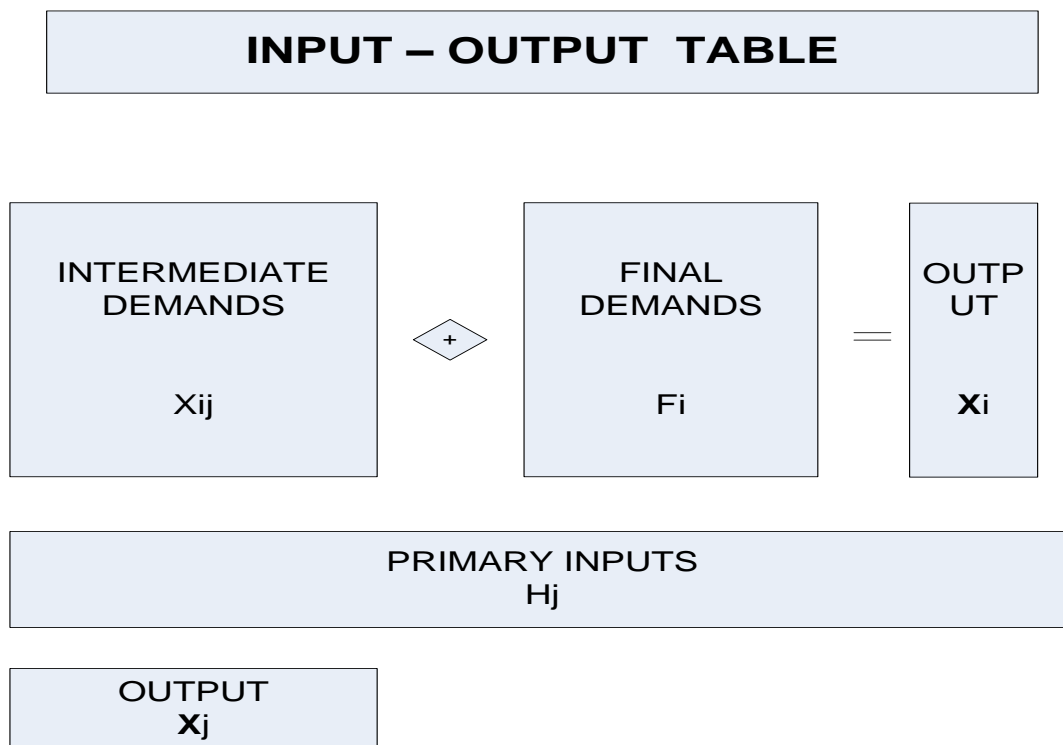 INPUT – OUTPUT TABLE
INTERMEDIATE
DEMANDS
Xij
+
FINAL
DEMANDS
Fi
=
OUTP
UT
Xi
PRIMARY INPUTS
Hj
OUTPUT
Xj